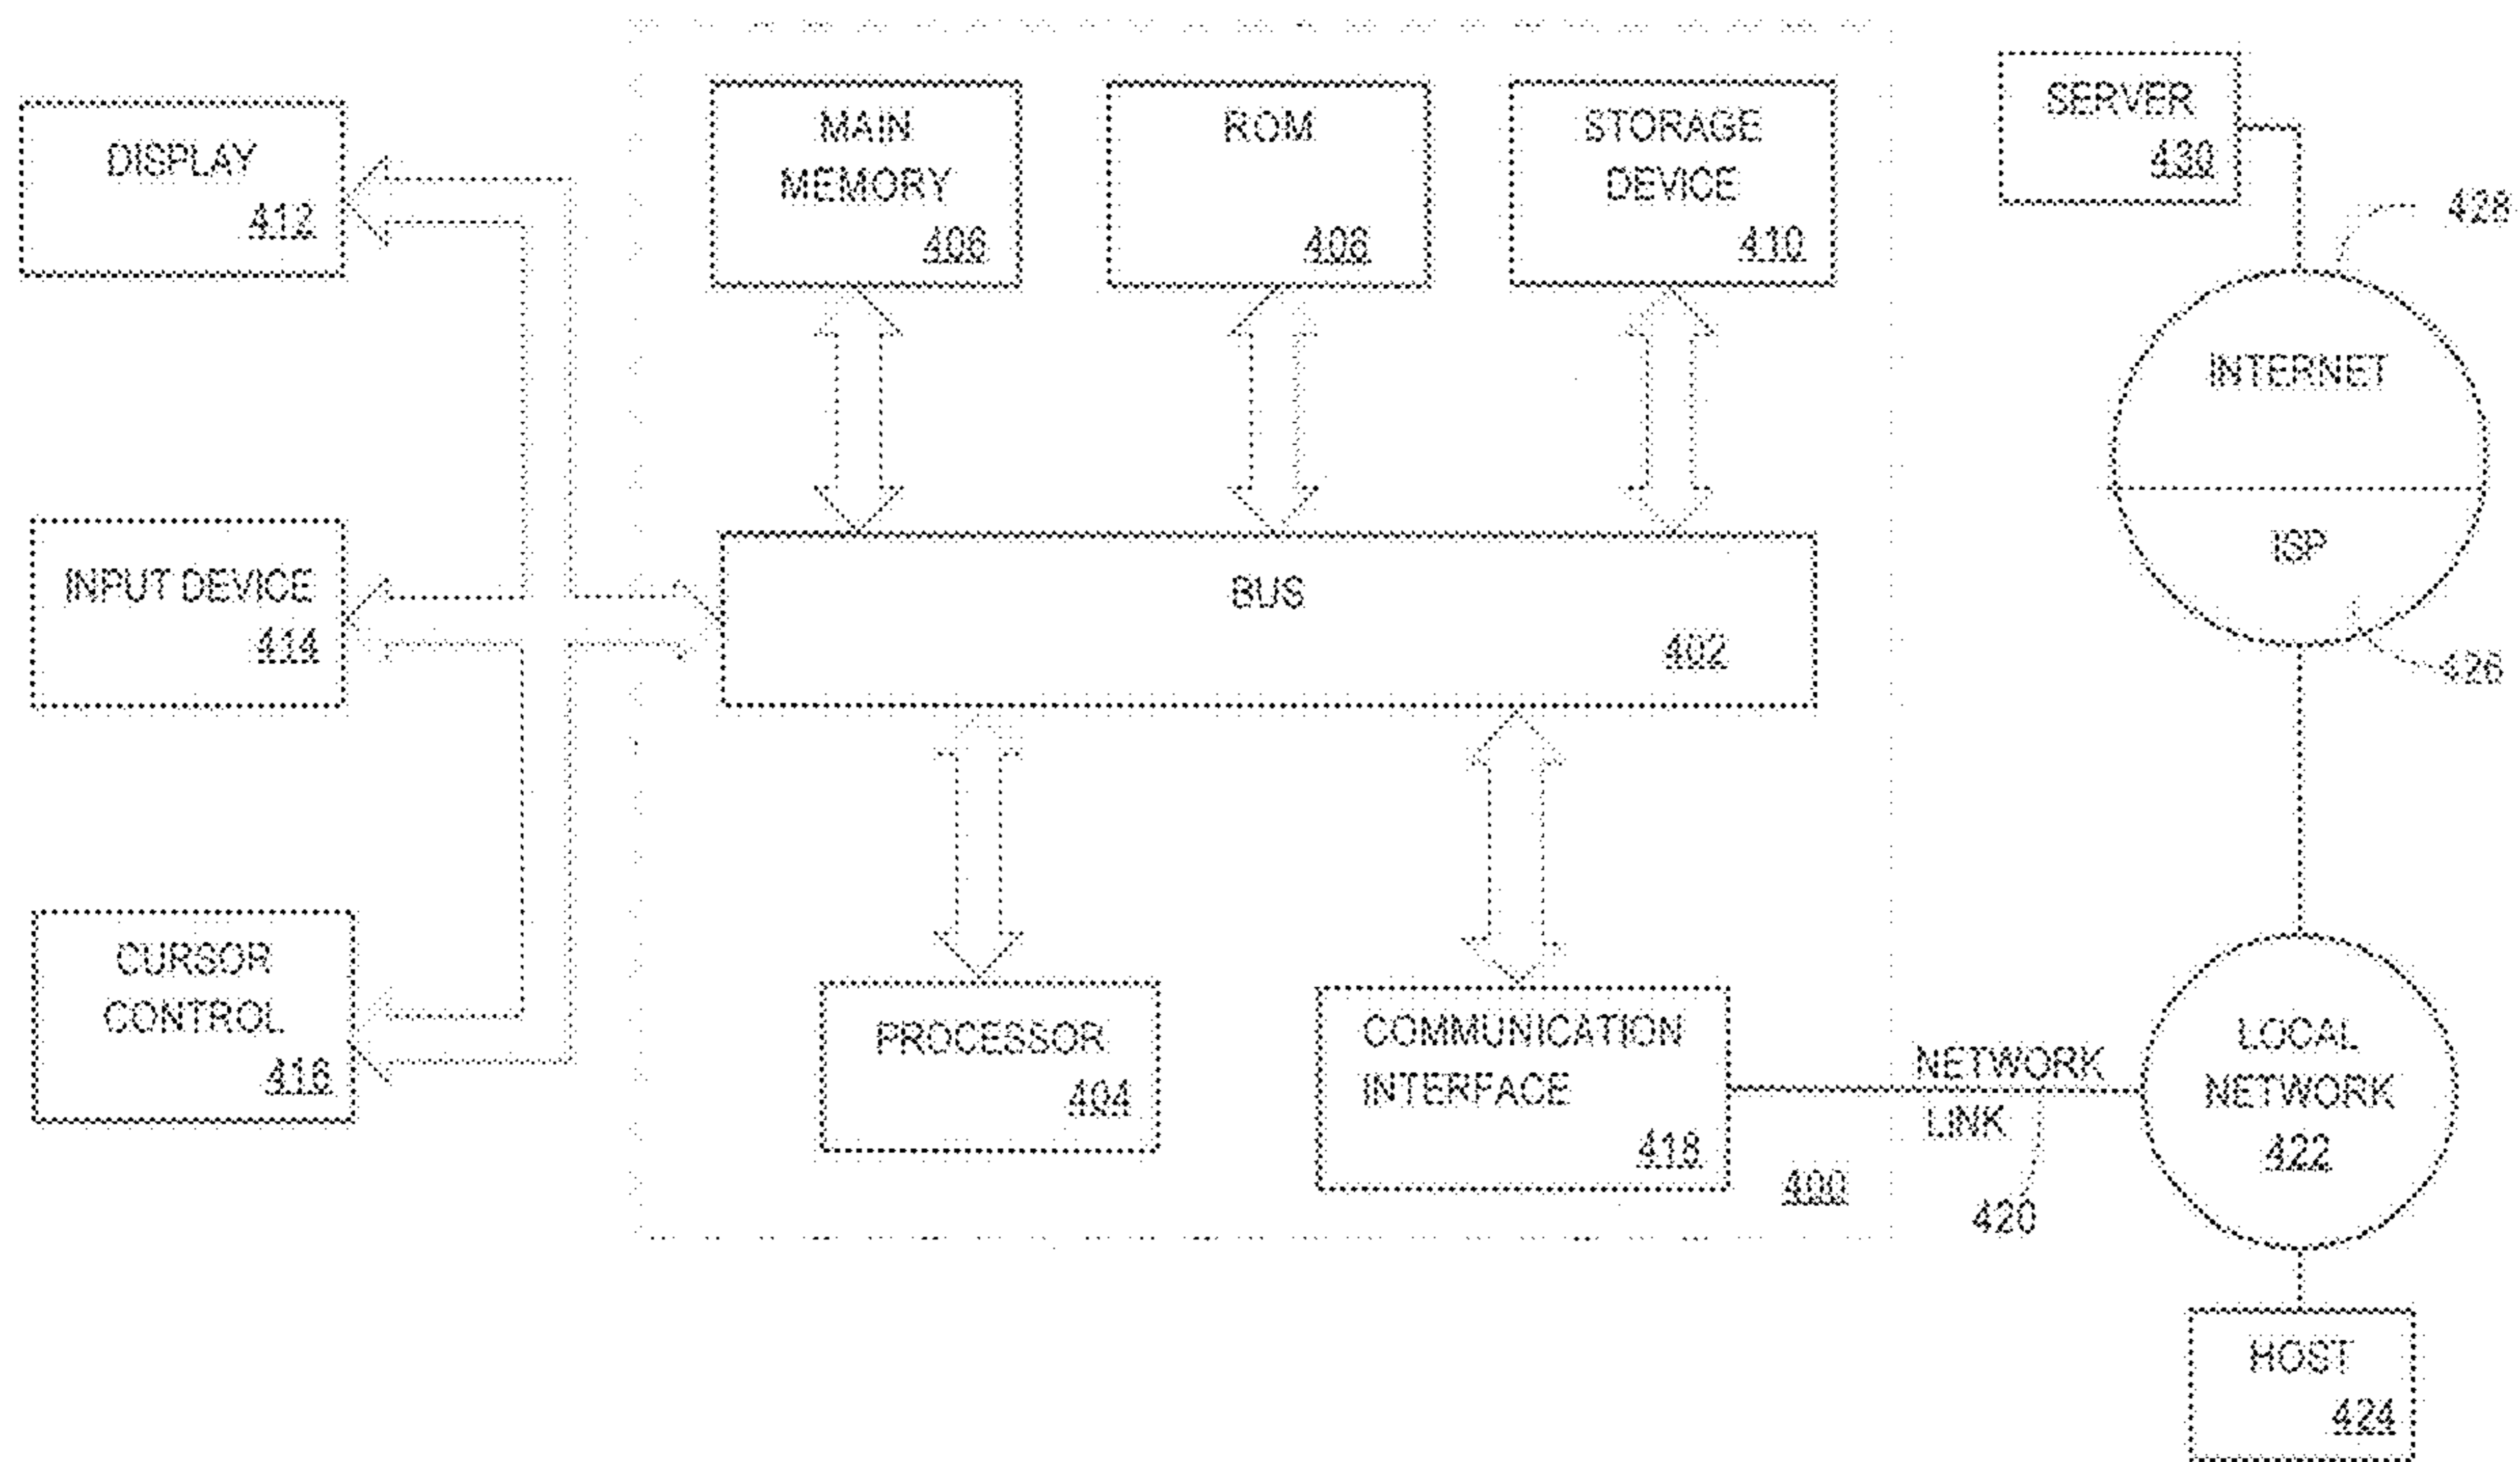 DISPLAY
412
INPUT DEVICE
414
CURSOR
CONTROL
416
MAIN
MEMORY
406
ROM
408
STORAGE
DEVICE
410
BUS
402
PROCESSOR
404
COMMUNICATION
INTERFACE
418
400
SERVER
430
428
INTERNET
ISP
426
NETWORK
LINK
420
LOCAL
NETWORK
422
HOST
424